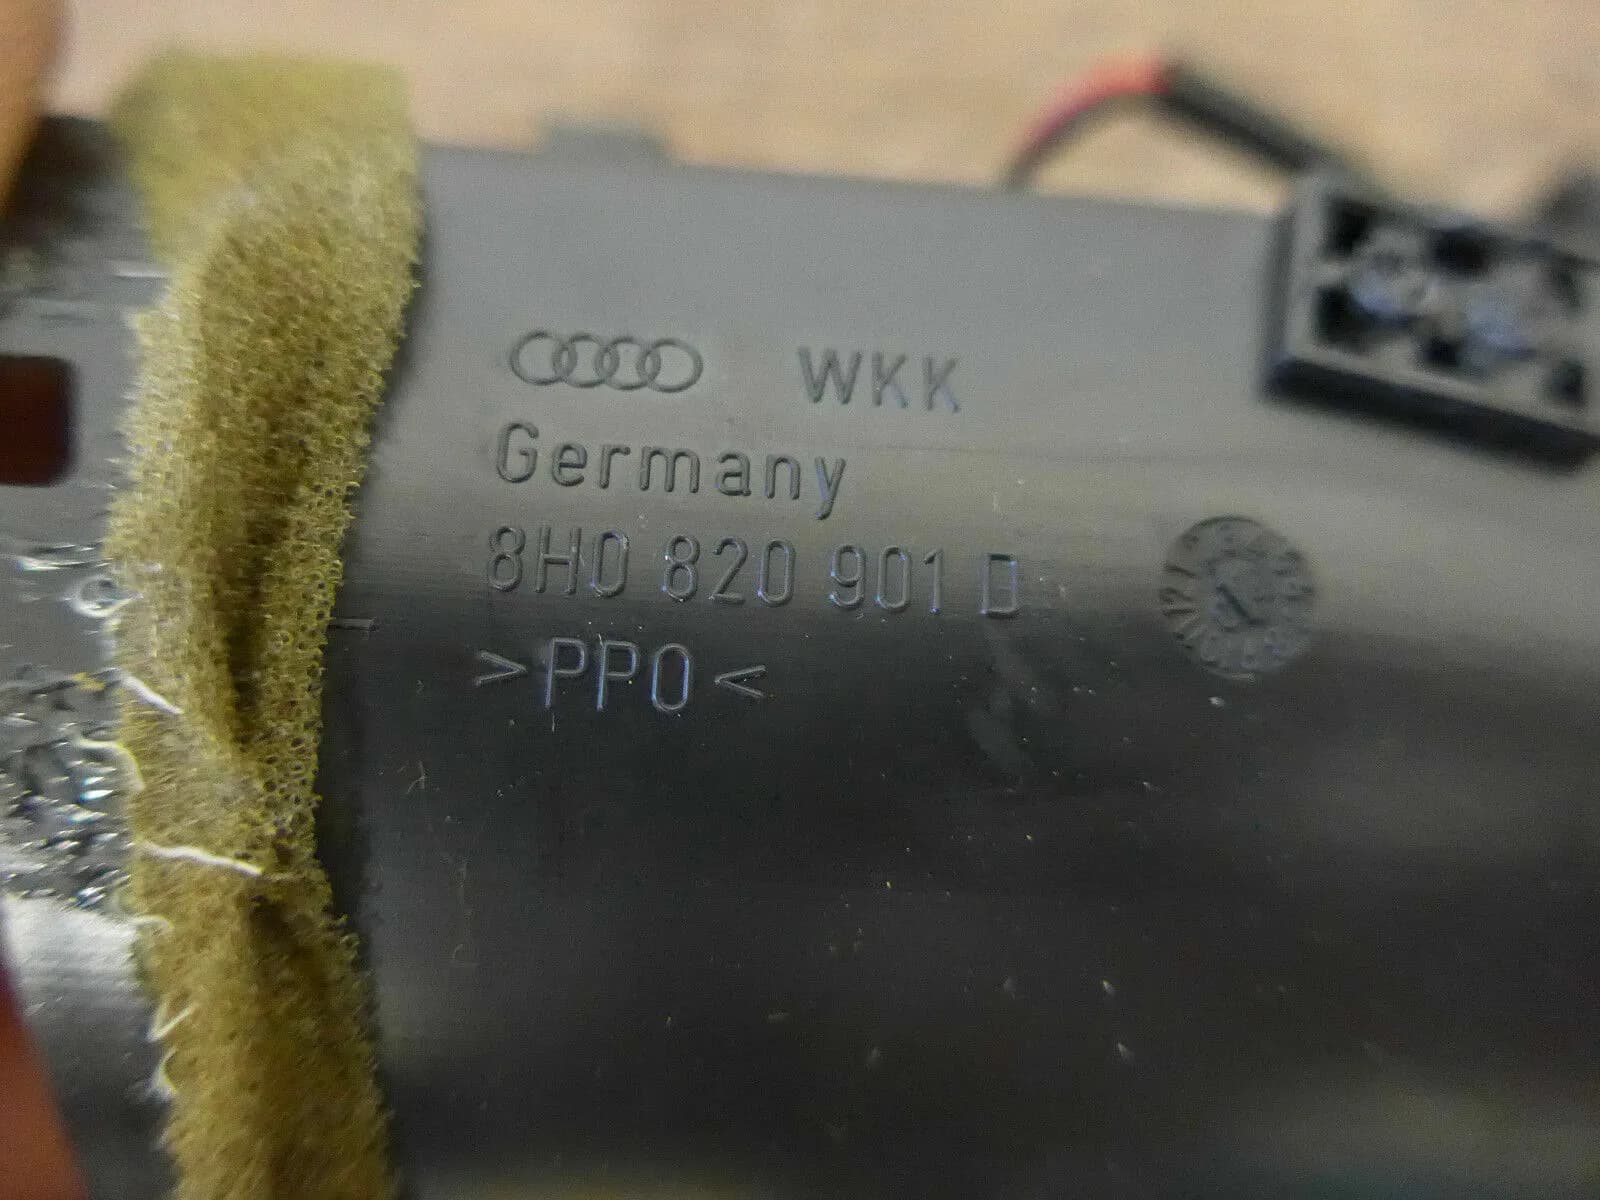 WKK
Germany
8H0 820 901 D
>PPO<